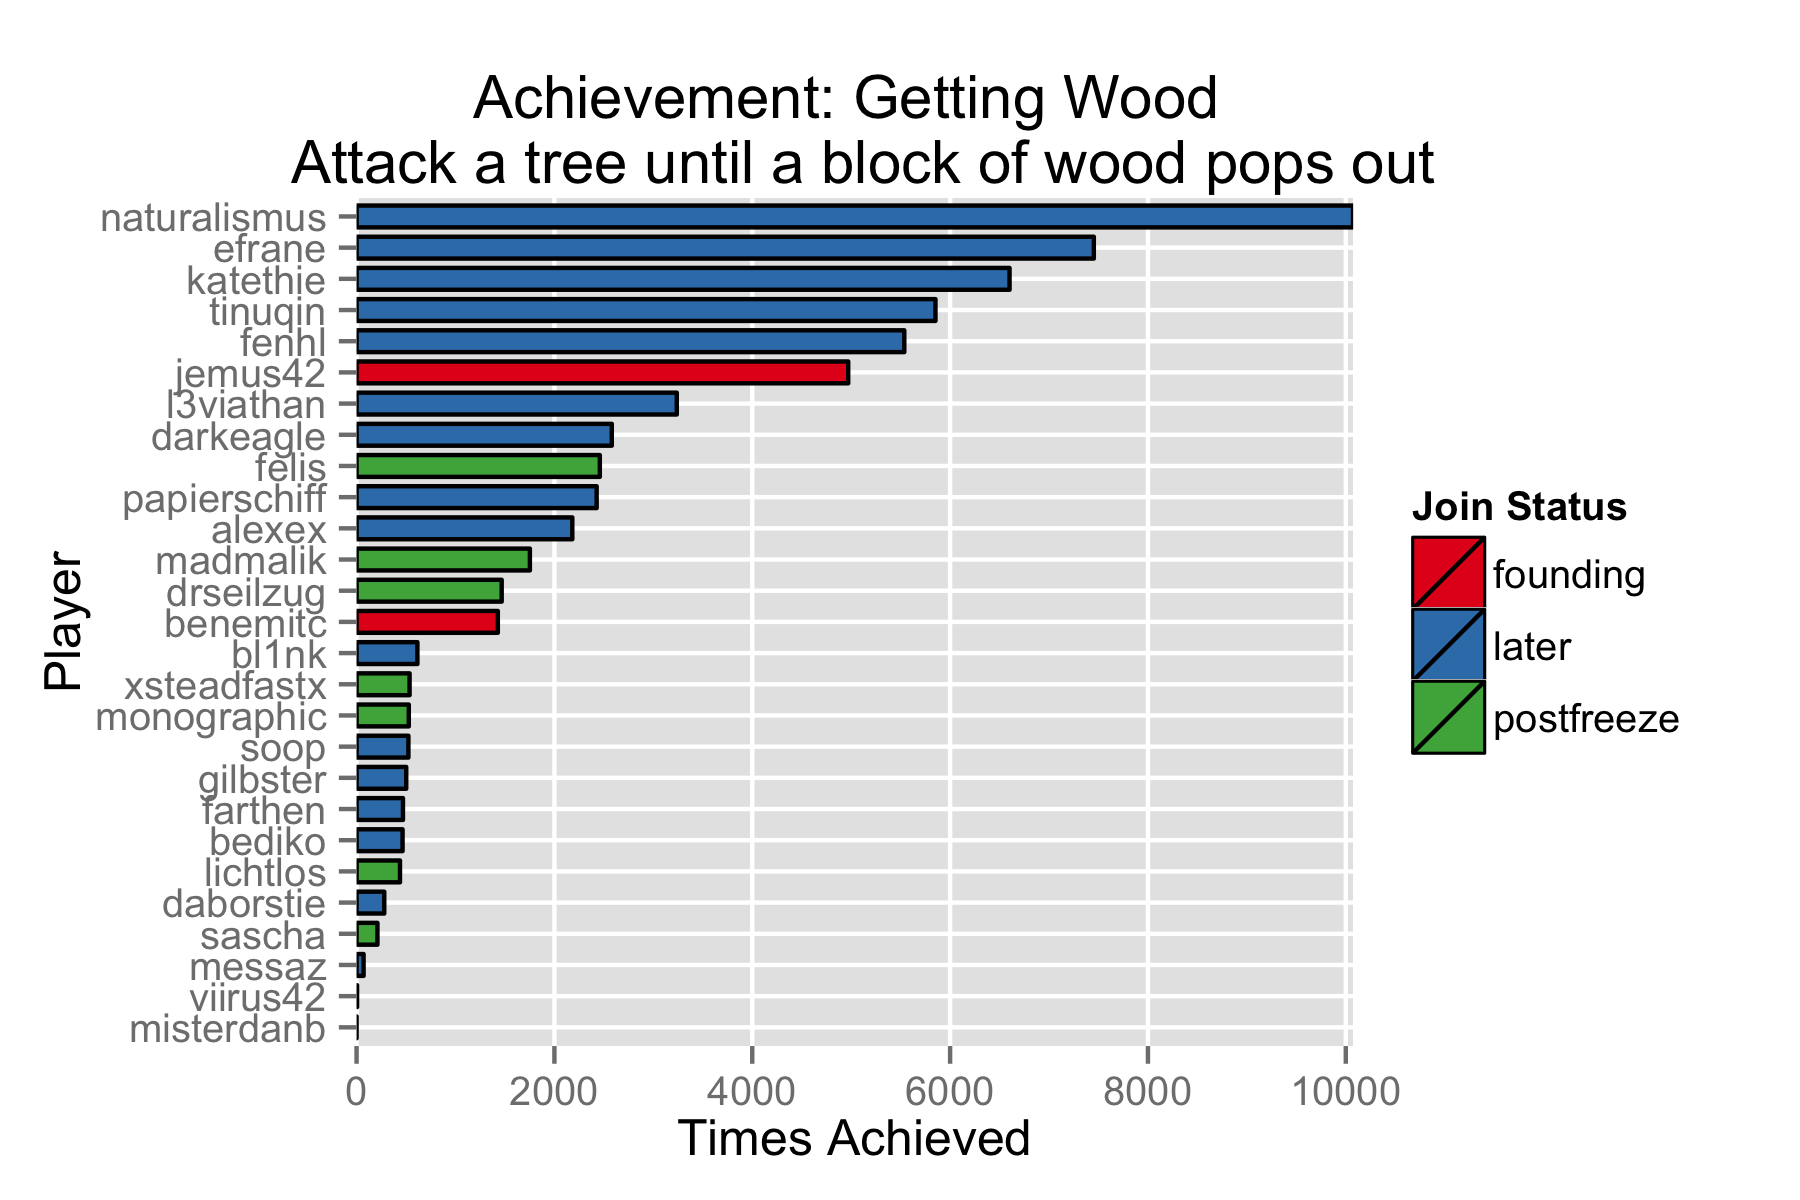 Achievement: Getting Wood
Attack a tree until a block of wood pops out
naturalismus
efrane
katethie
tinuqin
fenhl
jemus42
l3viathan
darkeagle
felis
papierschiff
alexex
madmalik
drseilzug
benemitc
bl1nk
xsteadfastx
monographic
soop
gilbster
farthen
bediko
lichtlos
daborstie
sascha
messaz
viirus42
misterdanb
Player
0 2000 4000 6000 8000 10000
Times Achieved
Join Status
founding
later
postfreeze